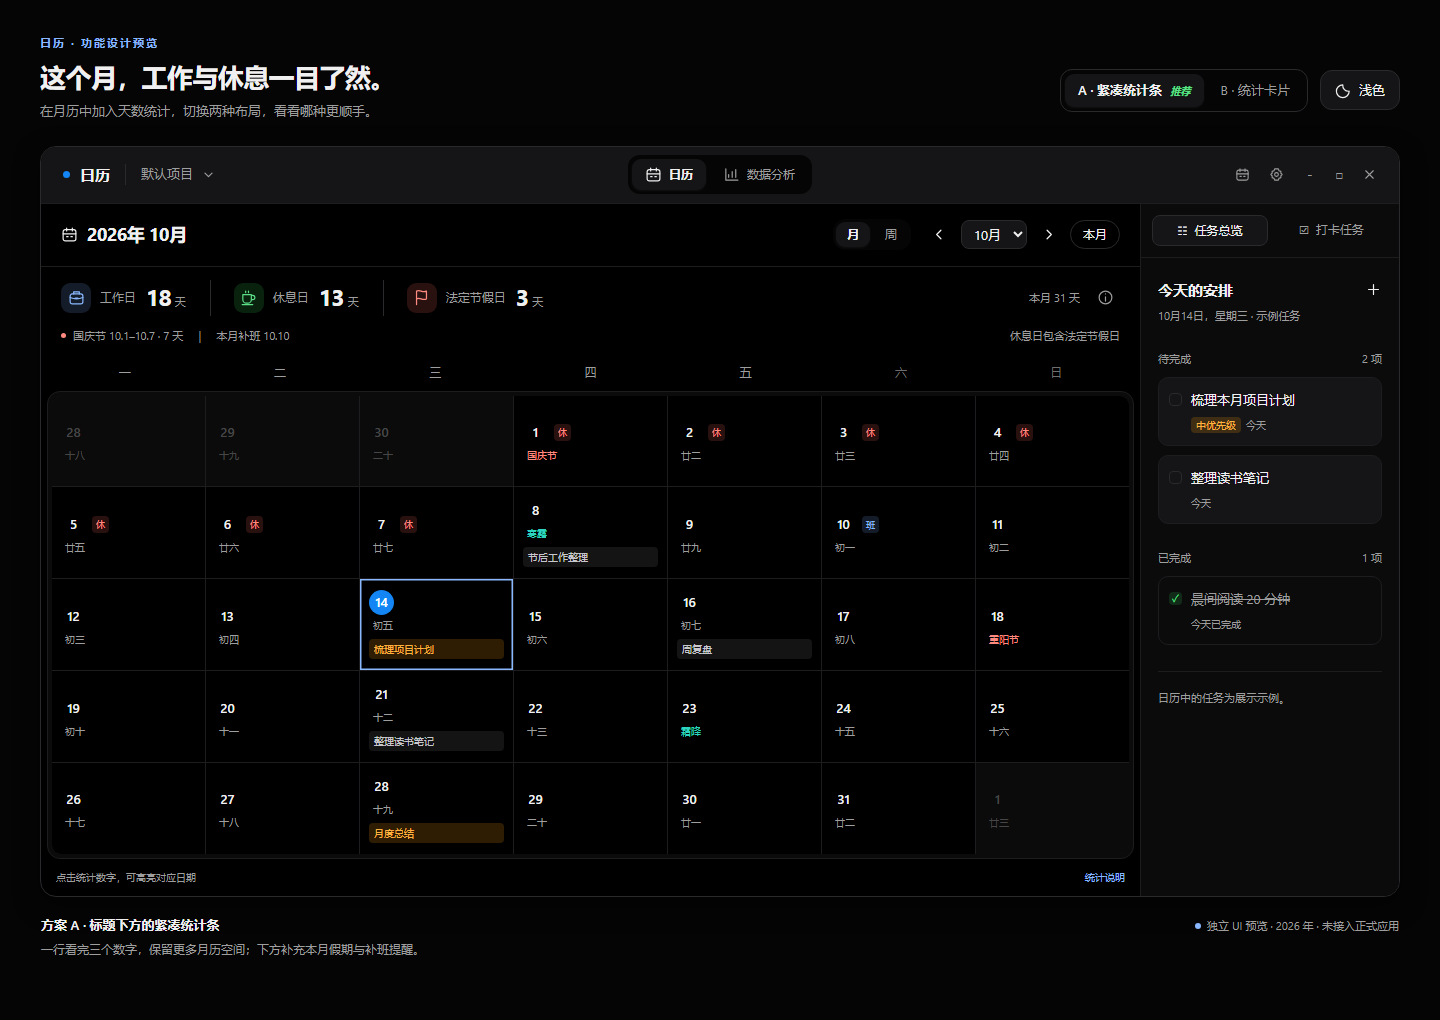 日历 · 功能设计预览
这个月，工作与休息一目了然。
在月历中加入天数统计，切换两种布局，看看哪种更顺手。
A · 紧凑统计条 推荐
B · 统计卡片
浅色
日历
默认项目
日历
数据分析
2026年 10月
月
周
10月
本月
工作日 18 天
休息日 13 天
法定节假日 3 天
本月 31 天
国庆节 10.1–10.7 · 7 天 | 本月补班 10.10
休息日包含法定节假日
一 二 三 四 五 六 日
28 29 30 1 休 2 休 3 休 4 休
十八 十九 二十 国庆节 廿二 廿三 廿四
5 休 6 休 7 休 8 9 10 班 11
廿五 廿六 廿七 寒露 廿九 初一 初二
节后工作整理
12 13 14 15 16 17 18
初三 初四 初五 初六 初七 初八 重阳节
梳理项目计划 周复盘
19 20 21 22 23 24 25
初十 十一 十二 十三 霜降 十五 十六
整理读书笔记
26 27 28 29 30 31 1
十七 十八 十九 二十 廿一 廿二 廿三
月度总结
点击统计数字，可高亮对应日期
统计说明
任务总览
打卡任务
今天的安排
10月14日，星期三 · 示例任务
待完成 2 项
梳理本月项目计划
中优先级 今天
整理读书笔记
今天
已完成 1 项
晨间阅读 20 分钟
今天已完成
日历中的任务为展示示例。
方案 A · 标题下方的紧凑统计条
一行看完三个数字，保留更多月历空间；下方补充本月假期与补班提醒。
独立 UI 预览 · 2026 年 · 未接入正式应用